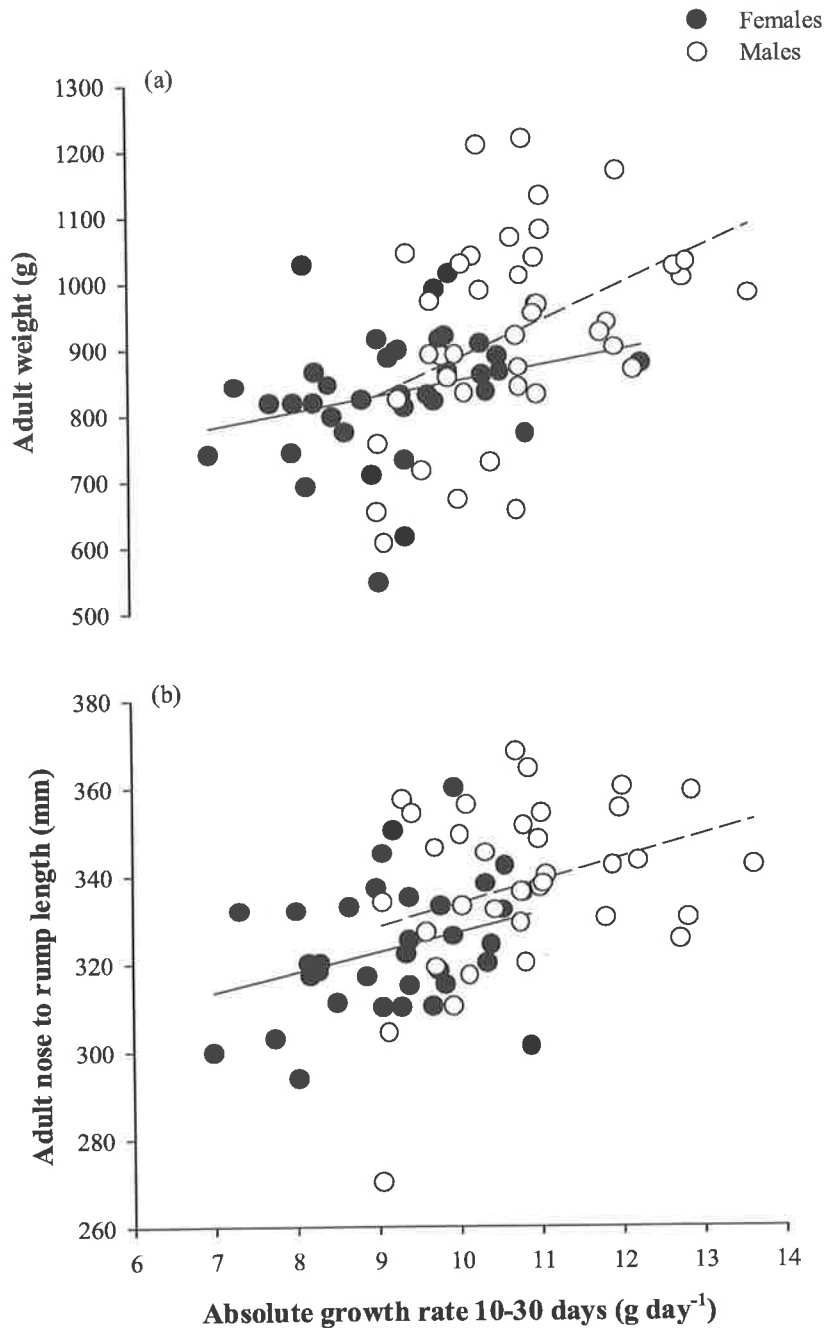 Females
Males
(a)
1300
1200
1100
1000
900
800
700
600
500
Adult weight (g)
(b)
380
360
340
320
300
280
260
Adult nose to rump length (mm)
6 7 8 9 10 11 12 13 14
Absolute growth rate 10-30 days (g day⁻¹)